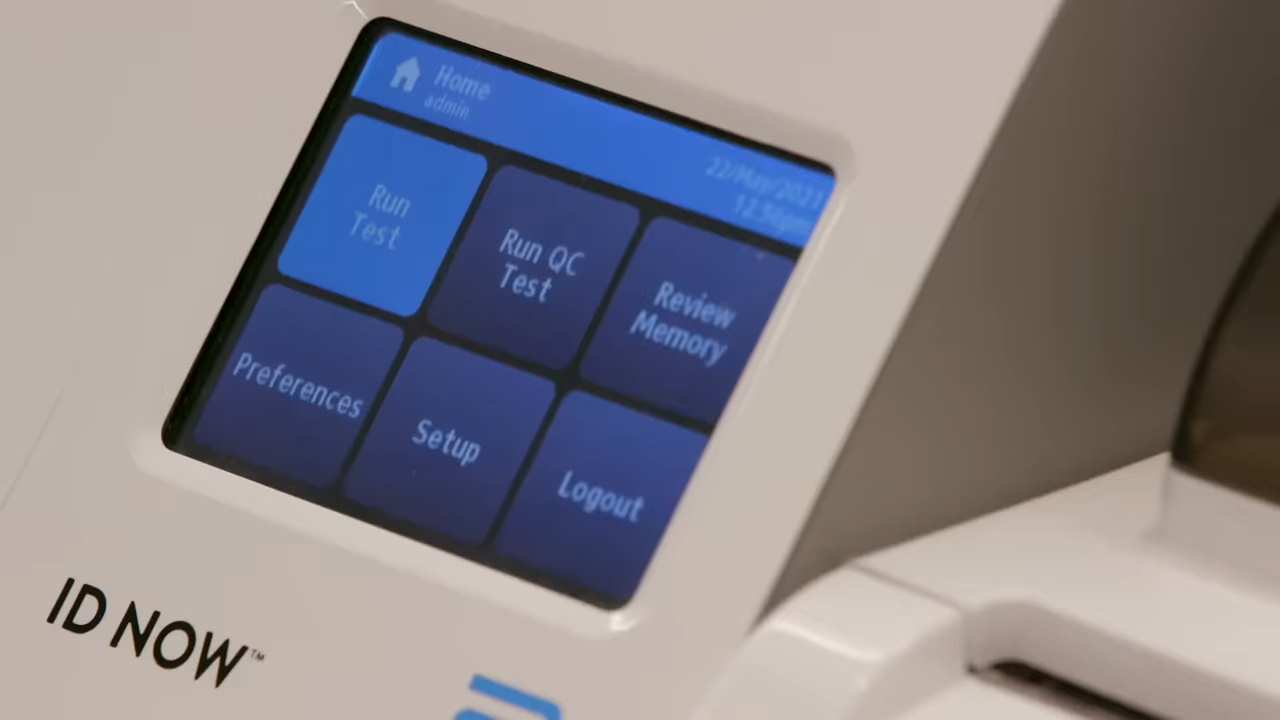 Home
admin
22/May/2021
12:56pm
Run
Test
Run QC
Test
Review
Memory
Preferences
Setup
Logout
ID NOW™